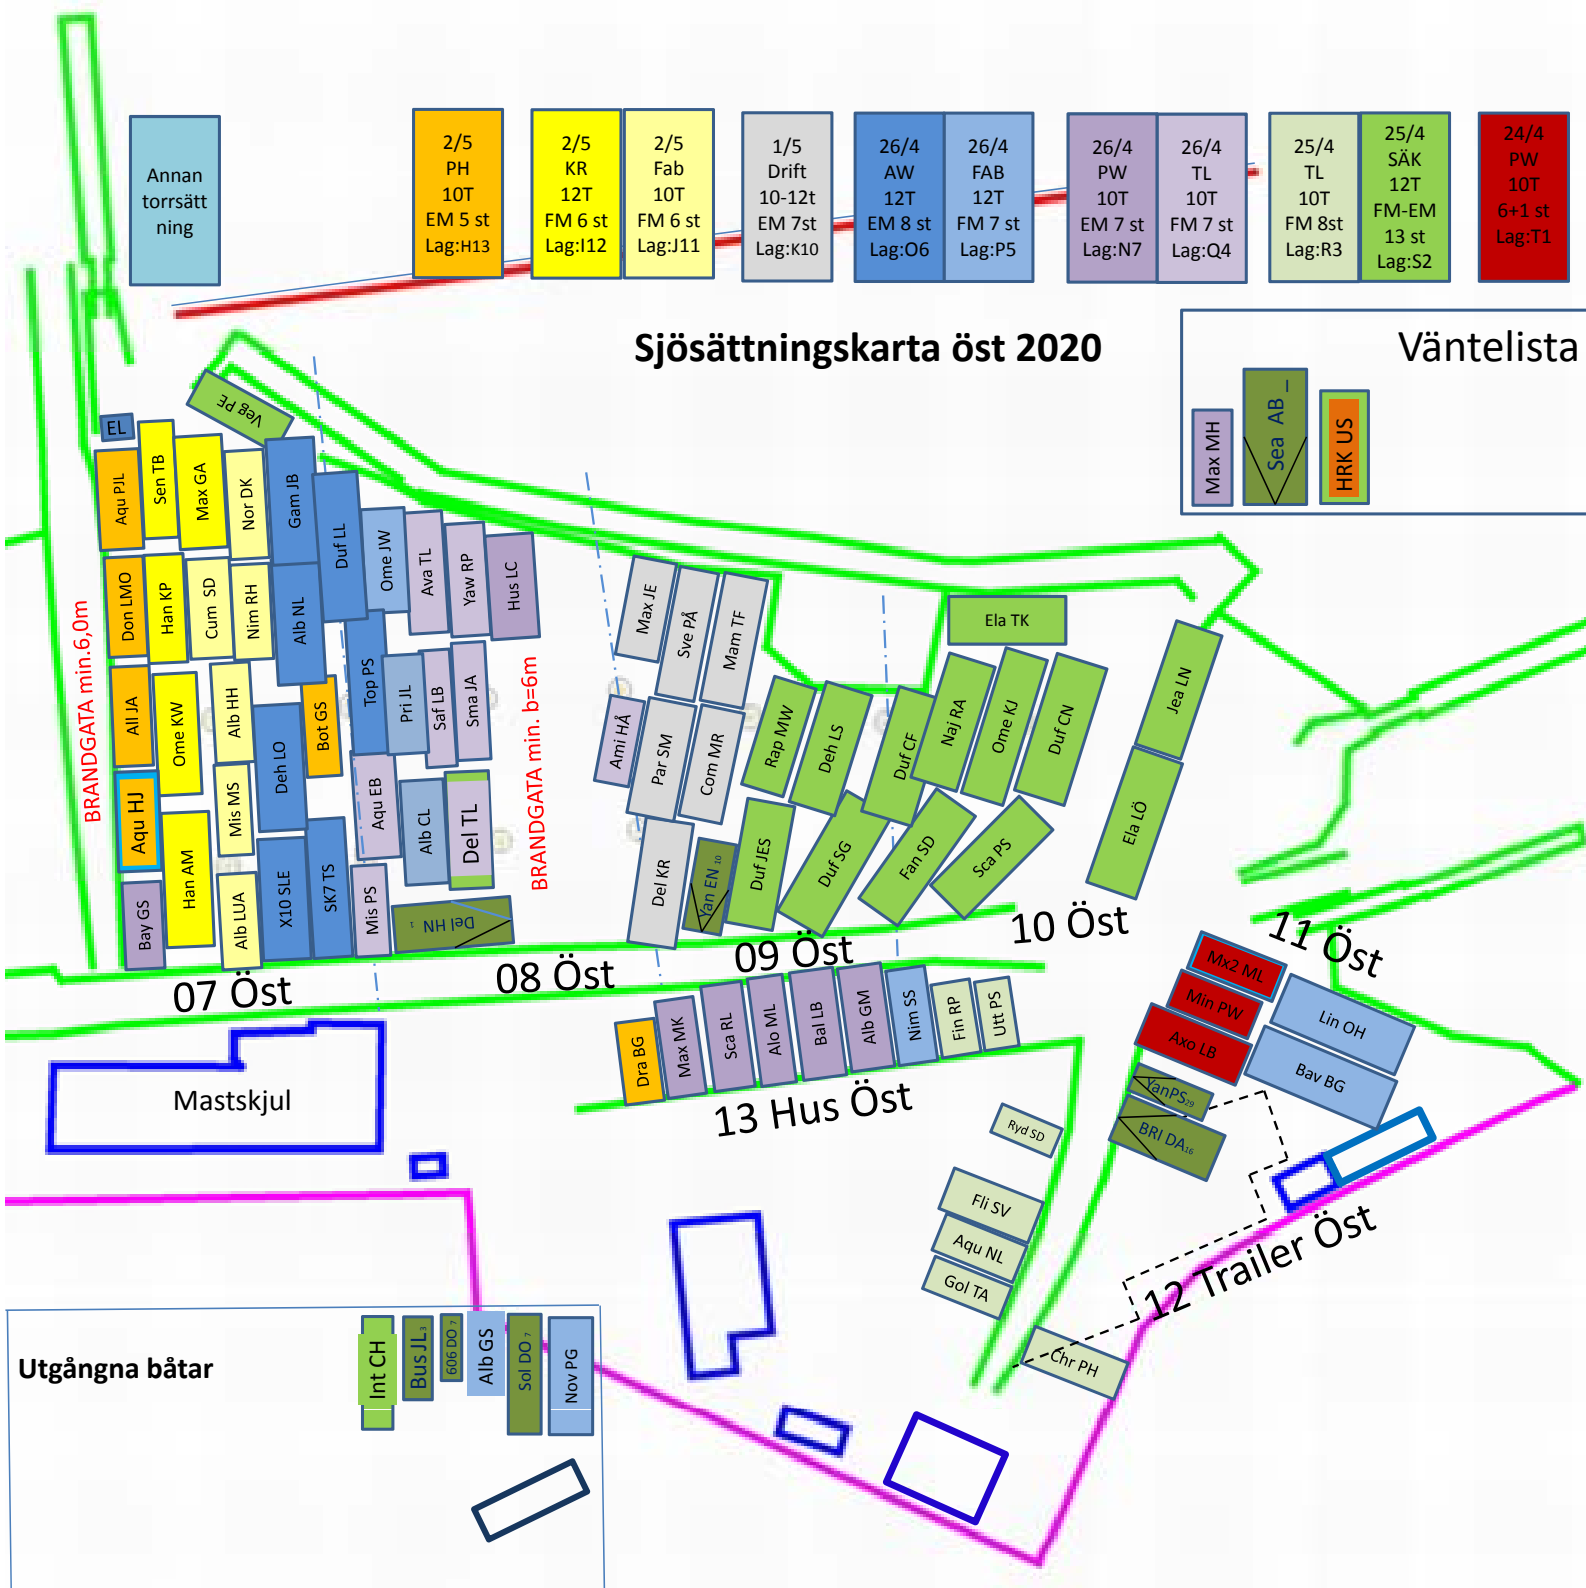 Annan
torrsätt
ning
2/5
PH
10T
EM 5 st
Lag:H13
2/5
KR
12T
FM 6 st
Lag:I12
2/5
Fab
10T
FM 6 st
Lag:J11
1/5
Drift
10-12t
EM 7st
Lag:K10
26/4
AW
12T
EM 8 st
Lag:O6
26/4
FAB
12T
FM 7 st
Lag:P5
26/4
PW
10T
EM 7 st
Lag:N7
26/4
TL
10T
FM 7 st
Lag:Q4
25/4
TL
10T
FM 8st
Lag:R3
25/4
SÄK
12T
FM-EM
13 st
Lag:S2
24/4
PW
10T
6+1 st
Lag:T1
Sjösättningskarta öst 2020
Väntelista
Max MH
Sea AB _
HRK US
Veg PE
EL
Aqu PJL
Sen TB
Max GA
Nor DK
Gam JB
Duf LL
Ome JW
Ava TL
Yaw RP
Hus LC
Don LMO
Han KP
Cum SD
Nim RH
Alb NL
Top PS
Pri JL
Saf LB
Sma JA
BRANDGATA min.6,0m
All JA
Ome KW
Alb HH
Deh LO
Bot GS
Aqu HJ
Han AM
Mis MS
Aqu EB
Alb CL
Del TL
BRANDGATA min. b=6m
Bay GS
Alb LUA
X10 SLE
SK7 TS
Mis PS
Del HN 1
Max JE
Sve PÅ
Mam TF
Ami HÅ
Par SM
Com MR
Del KR
Yan EN 10
Rap MW
Deh LS
Duf CF
Naj RA
Ome KJ
Duf CN
Ela TK
Jea LN
Ela LÖ
Duf JES
Duf SG
Fan SD
Sca PS
07 Öst
08 Öst
09 Öst
10 Öst
11 Öst
Mastskjul
Dra BG
Max MK
Sca RL
Alo ML
Bal LB
Alb GM
Nim SS
Fin RP
Utt PS
13 Hus Öst
Mx2 ML
Min PW
Axo LB
Lin OH
Bav BG
YanPS29
BRI DA16
Ryd SD
Fli SV
Aqu NL
Gol TA
Chr PH
12 Trailer Öst
Utgångna båtar
Int CH
Bus JL3
606 DO 7
Alb GS
Sol DO 7
Nov PG